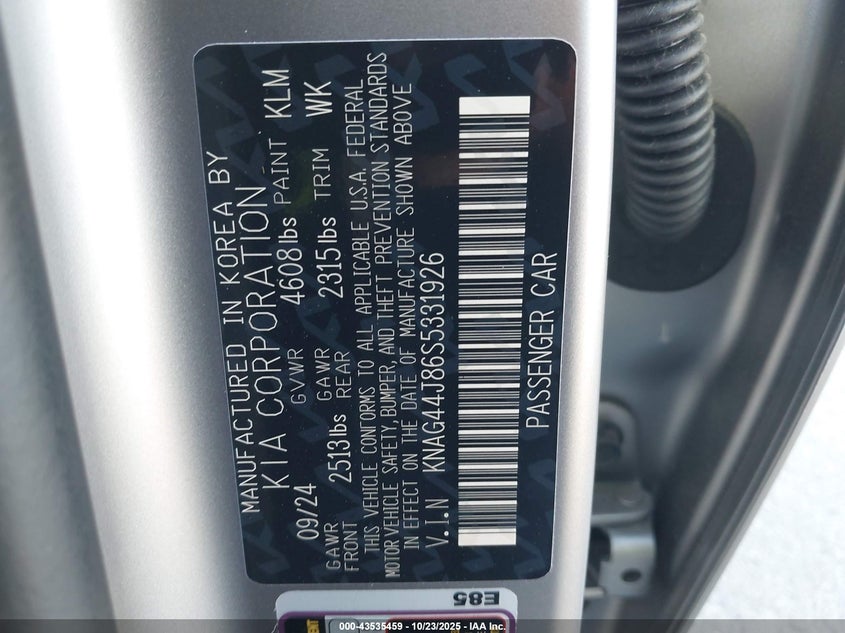 MANUFACTURED IN KOREA BY
KIA CORPORATION
09/24 GVWR 4608lbs PAINT KLM
GAWR FRONT 2513lbs GAWR REAR 2315lbs TRIM WK
THIS VEHICLE CONFORMS TO ALL APPLICABLE U.S.A. FEDERAL
MOTOR VEHICLE SAFETY, BUMPER, AND THEFT PREVENTION STANDARDS
IN EFFECT ON THE DATE OF MANUFACTURE SHOWN ABOVE
V.I.N KNAG44J86S5331926
PASSENGER CAR
E85
000-43535459 - 10/23/2025 - IAA Inc.